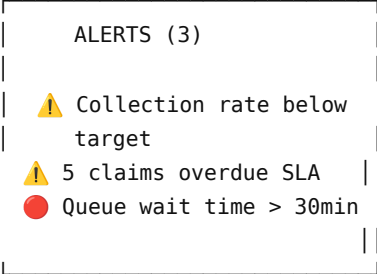 ALERTS (3)
⚠️ Collection rate below
target
⚠️ 5 claims overdue SLA
🔴 Queue wait time > 30min